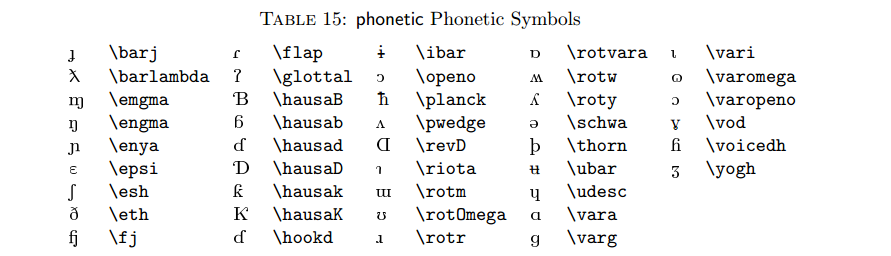 TABLE 15: phonetic Phonetic Symbols
ɟ \barj ɾ \flap ɨ \ibar ɒ \rotvara ɩ \vari
ƛ \barlambda ʔ \glottal ɔ \openo ʍ \rotw ɷ \varomega
ɱ \emgma Ɓ \hausaB ħ \planck ʎ \roty ɔ \varopeno
ŋ \engma ɓ \hausab ʌ \pwedge ə \schwa ɣ \vod
ɲ \enya ɗ \hausad ᗡ \revD þ \thorn ɦ \voicedh
ɛ \epsi Ɗ \hausaD ɿ \riota ʉ \ubar ʒ \yogh
ʃ \esh ƙ \hausak ɯ \rotm ɥ \udesc
ð \eth Ƙ \hausaK ʊ \rotOmega ɑ \vara
fj \fj ɗ \hookd ɹ \rotr ɡ \varg